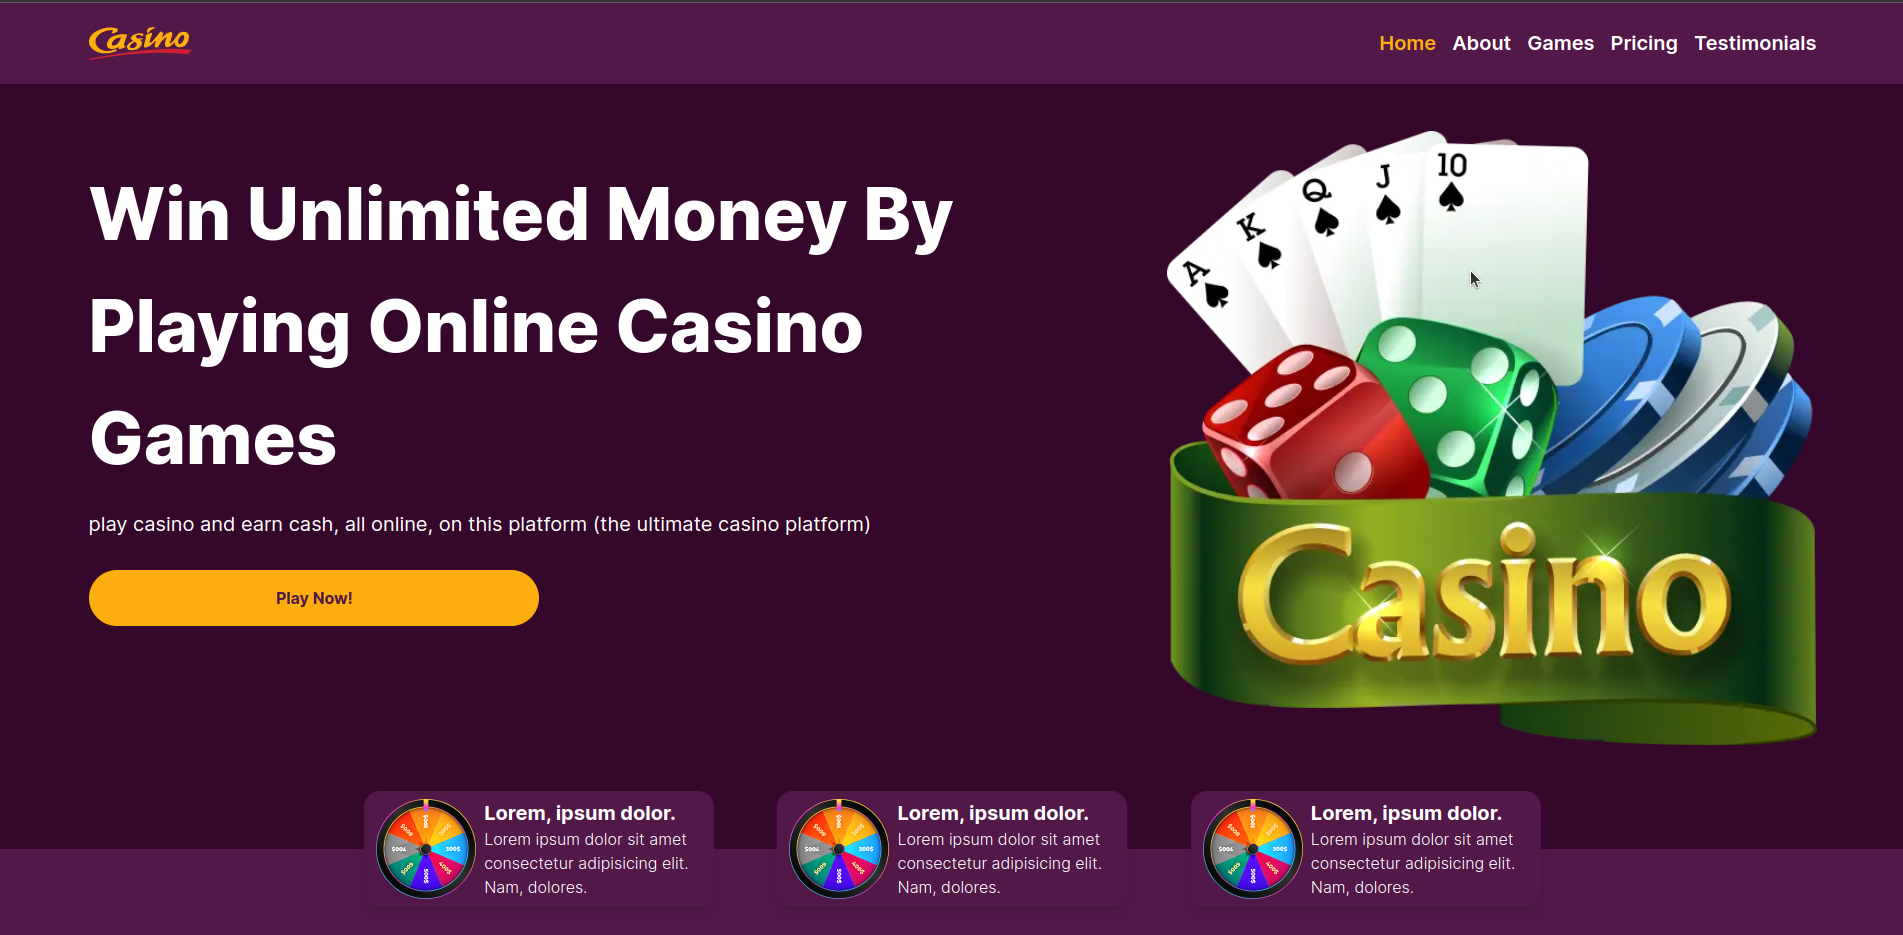 Casino
Home About Games Pricing Testimonials
Win Unlimited Money By
Playing Online Casino
Games
play casino and earn cash, all online, on this platform (the ultimate casino platform)
Play Now!
A
K
Q
J
10
Casino
Lorem, ipsum dolor.
Lorem ipsum dolor sit amet
consectetur adipisicing elit.
Nam, dolores.
Lorem, ipsum dolor.
Lorem ipsum dolor sit amet
consectetur adipisicing elit.
Nam, dolores.
Lorem, ipsum dolor.
Lorem ipsum dolor sit amet
consectetur adipisicing elit.
Nam, dolores.